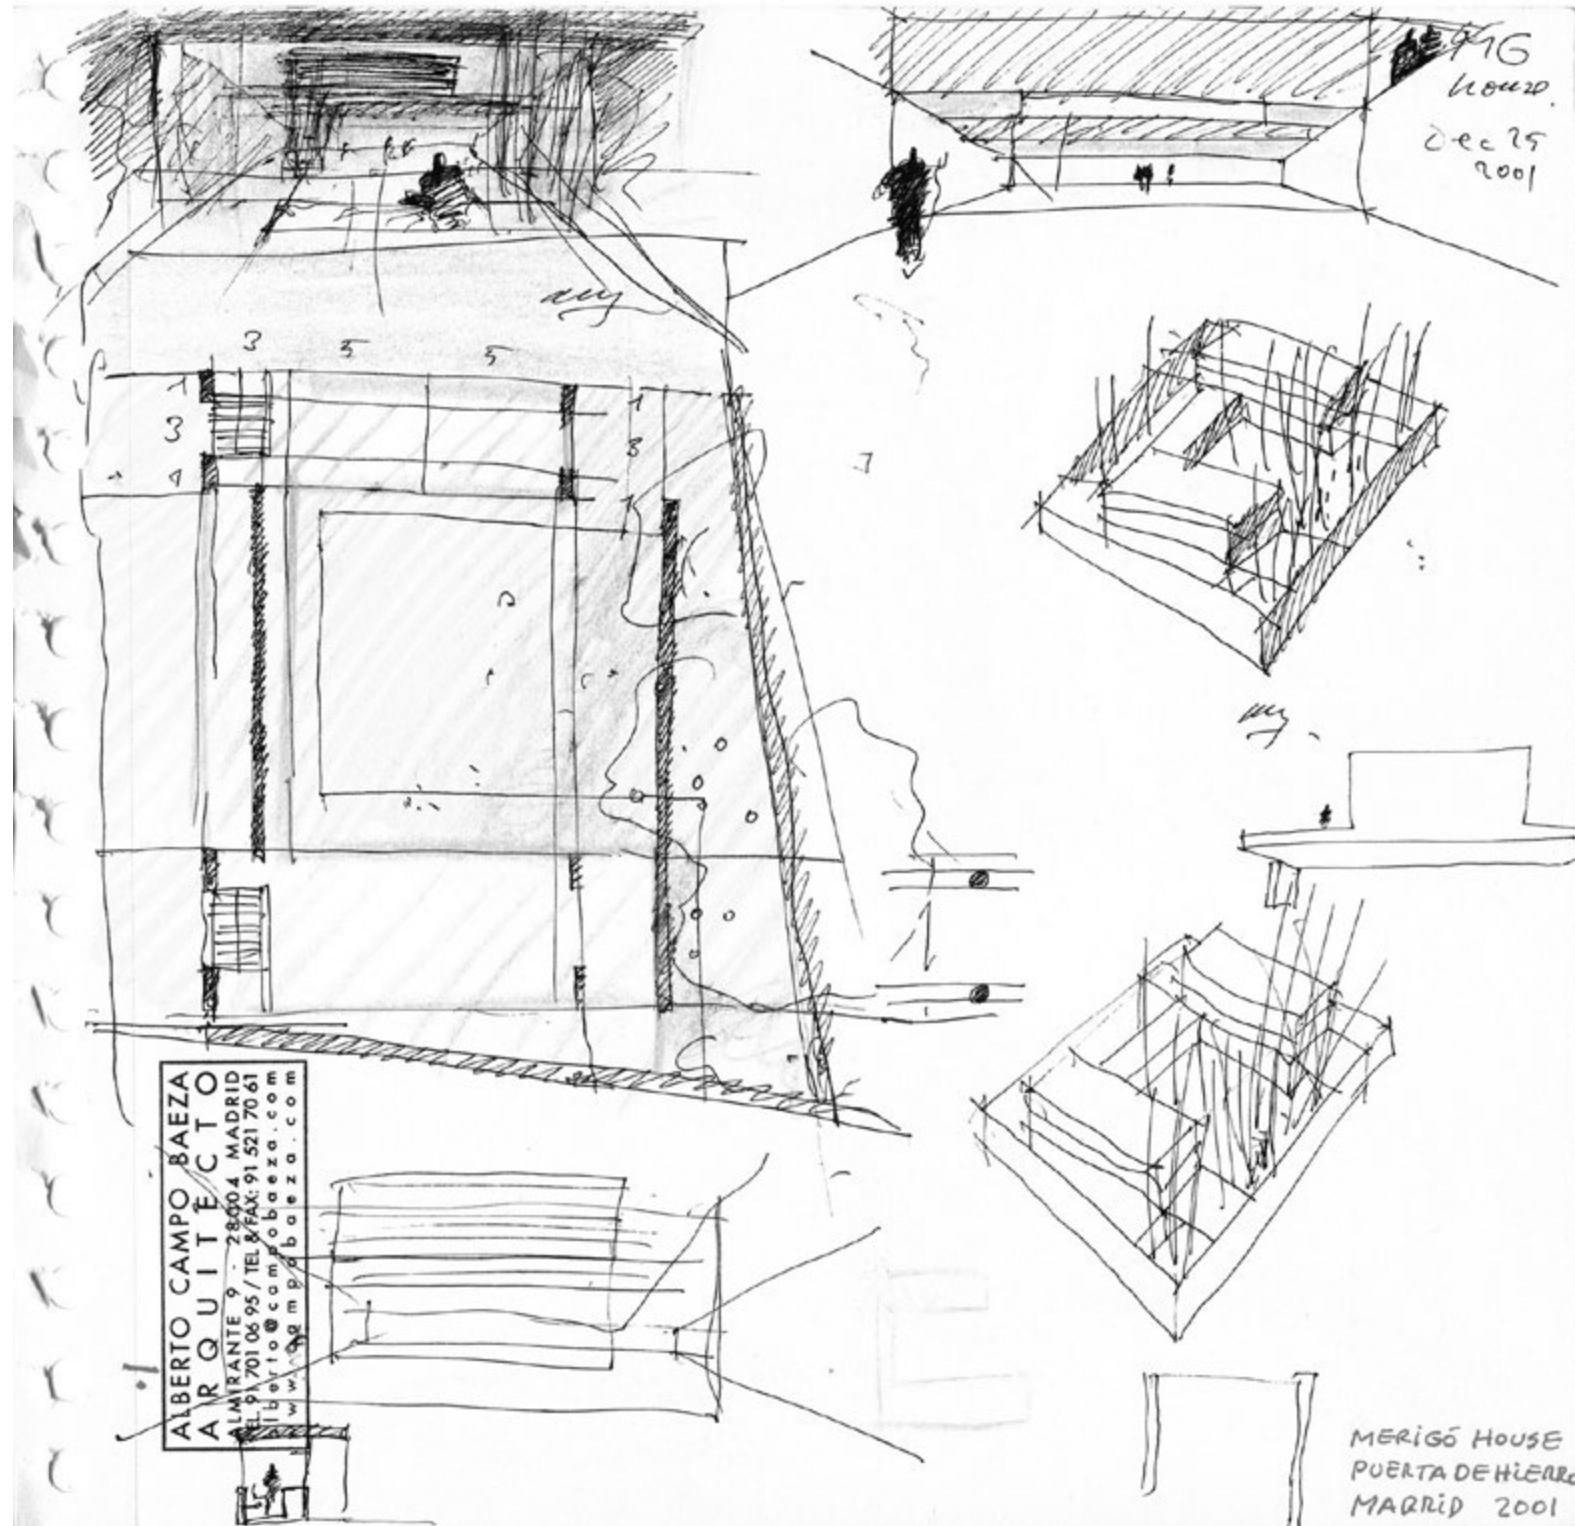 MG
house.
Dec 25
2001
3 5 5
1
3
1
1
3
ALBERTO CAMPO BAEZA
ARQUITECTO
ALMIRANTE 9 - 28004 MADRID
TEL. 91 701 06 95 / TEL & FAX: 91 521 70 61
alberto@campobaeza.com
www.campobaeza.com
MERIGÓ HOUSE
PUERTA DE HIERRO
MADRID 2001